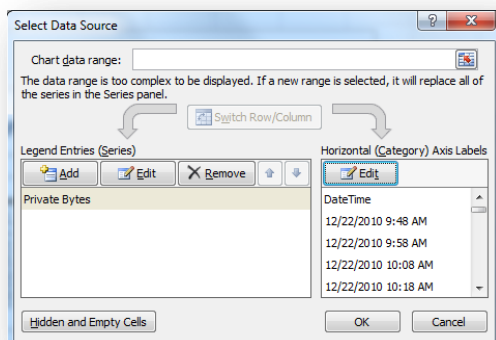 Select Data Source
?
Chart data range:
The data range is too complex to be displayed. If a new range is selected, it will replace all of
the series in the Series panel.
Switch Row/Column
Legend Entries (Series)
Add Edit Remove
Private Bytes
Horizontal (Category) Axis Labels
Edit
DateTime
12/22/2010 9:48 AM
12/22/2010 9:58 AM
12/22/2010 10:08 AM
12/22/2010 10:18 AM
Hidden and Empty Cells
OK Cancel